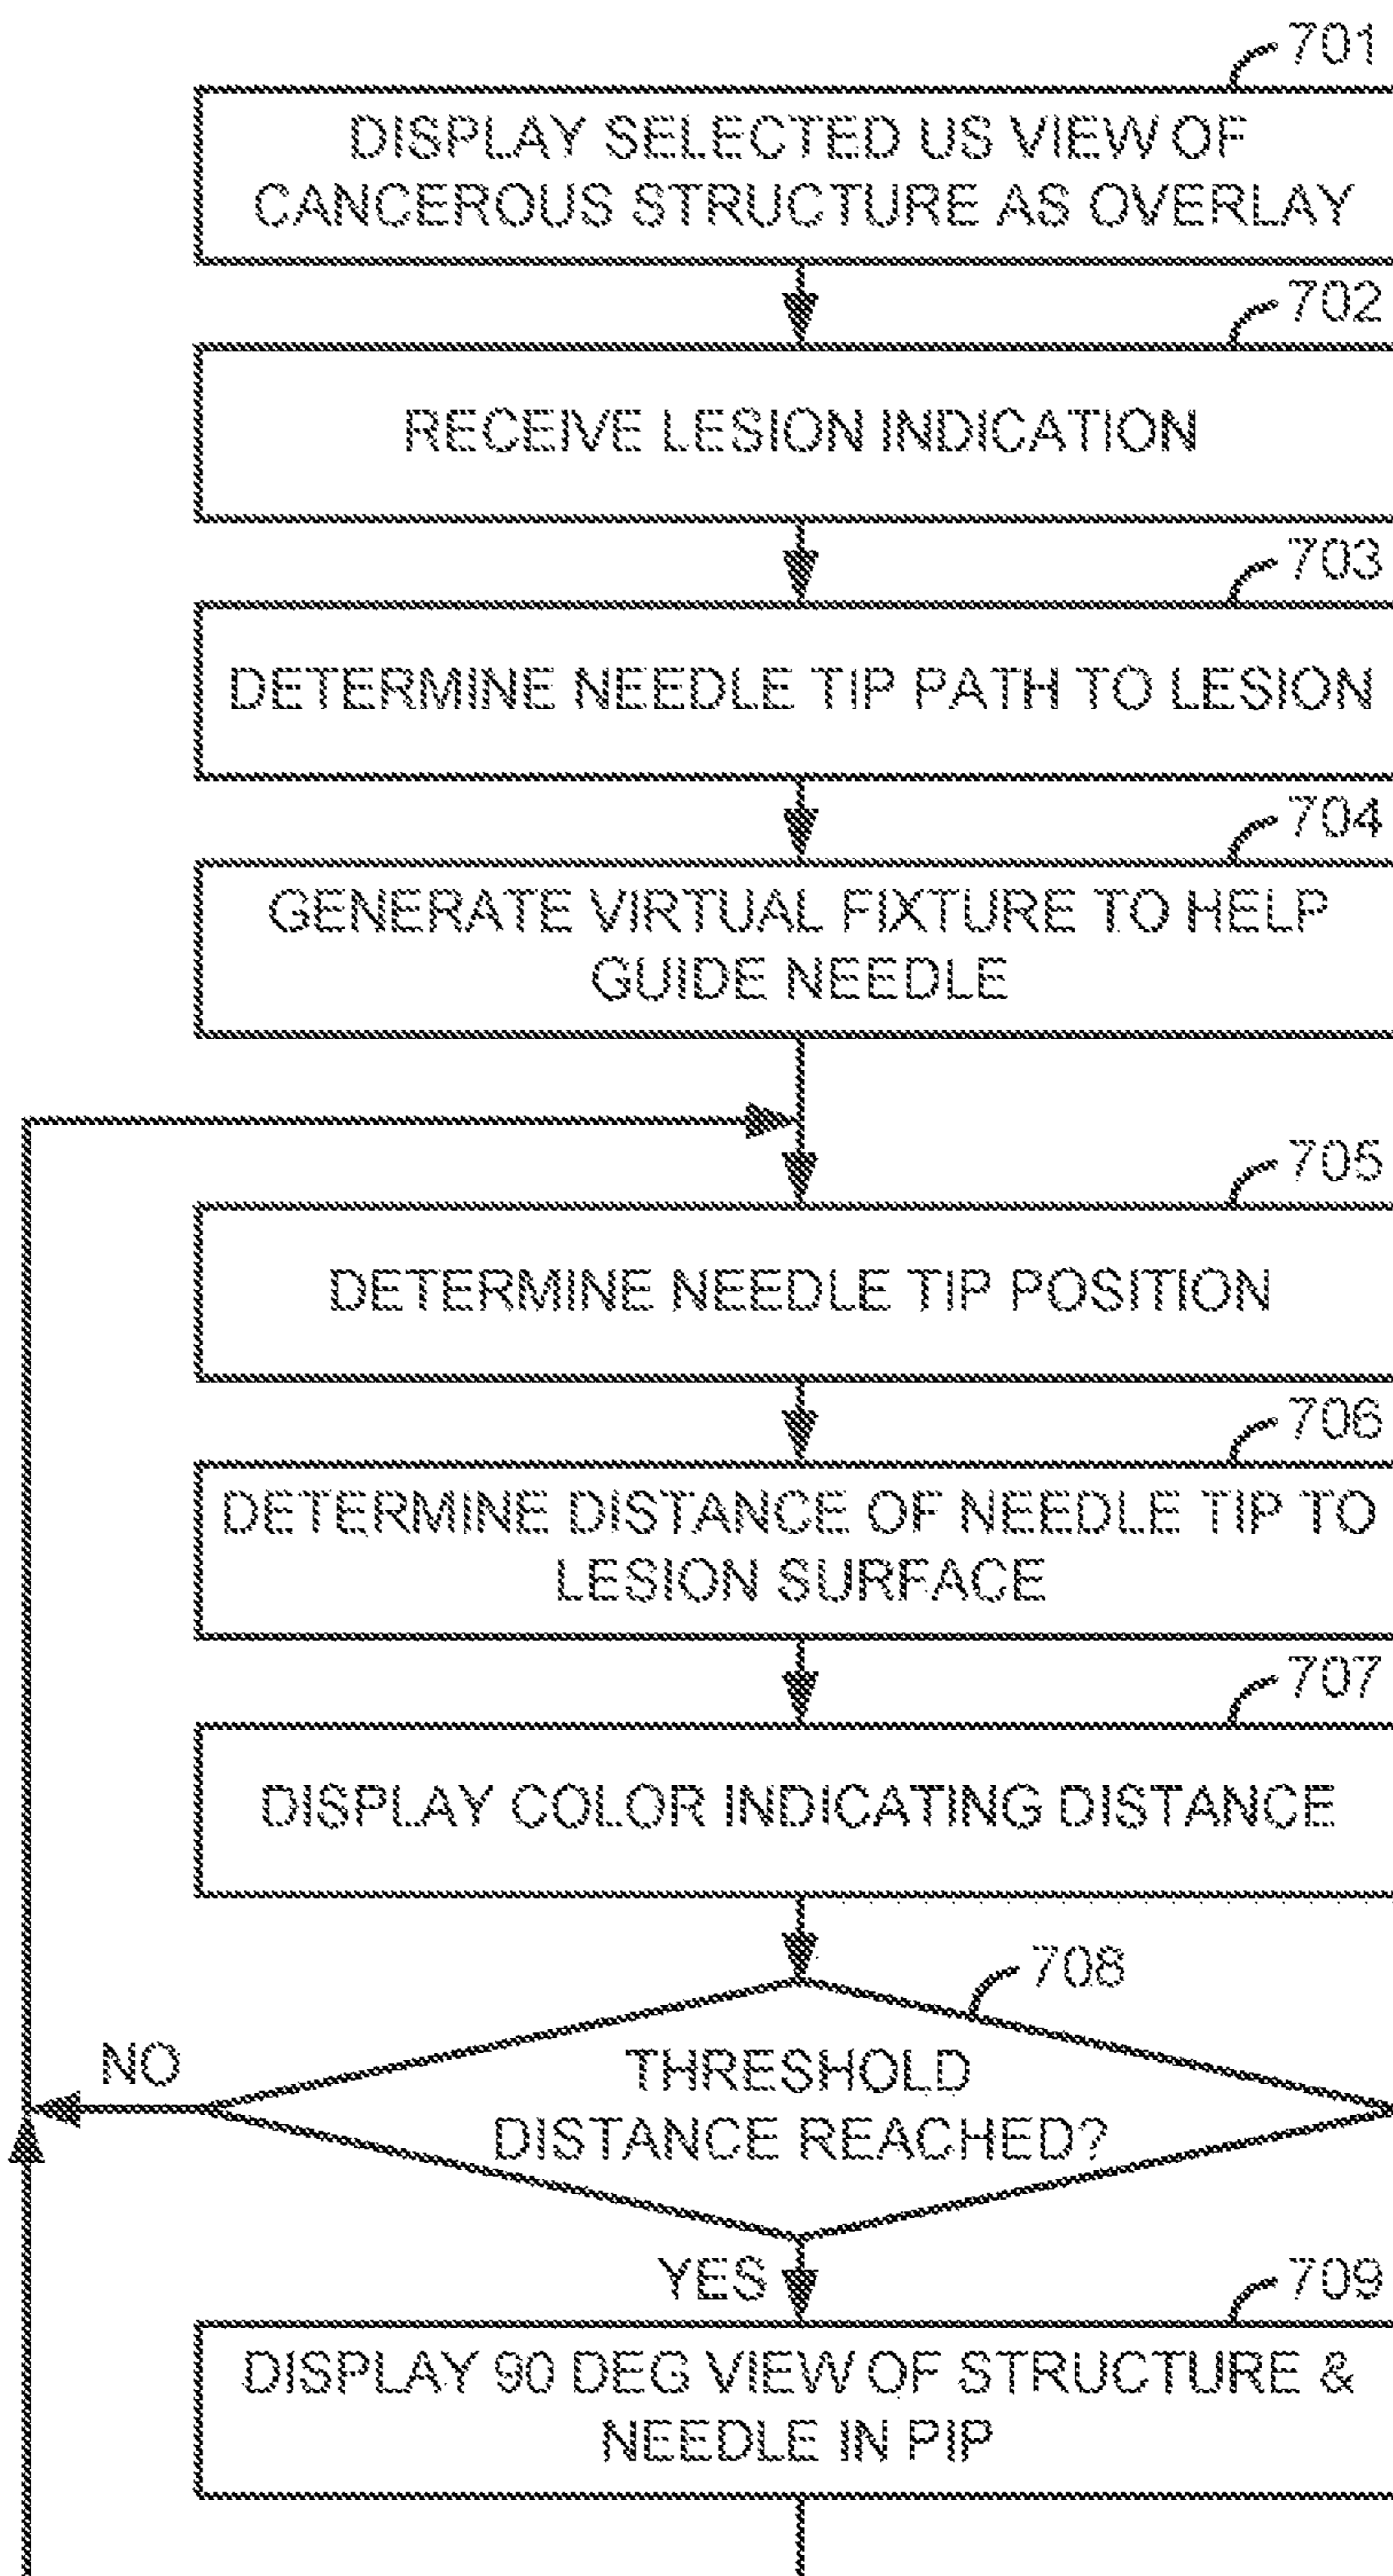 701
DISPLAY SELECTED US VIEW OF
CANCEROUS STRUCTURE AS OVERLAY
702
RECEIVE LESION INDICATION
703
DETERMINE NEEDLE TIP PATH TO LESION
704
GENERATE VIRTUAL FIXTURE TO HELP
GUIDE NEEDLE
705
DETERMINE NEEDLE TIP POSITION
706
DETERMINE DISTANCE OF NEEDLE TIP TO
LESION SURFACE
707
DISPLAY COLOR INDICATING DISTANCE
708
NO
THRESHOLD
DISTANCE REACHED?
YES
709
DISPLAY 90 DEG VIEW OF STRUCTURE &
NEEDLE IN PIP